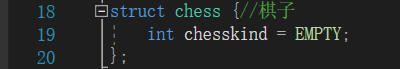 18 struct chess {//棋子
19 int chesskind = EMPTY;
20 };